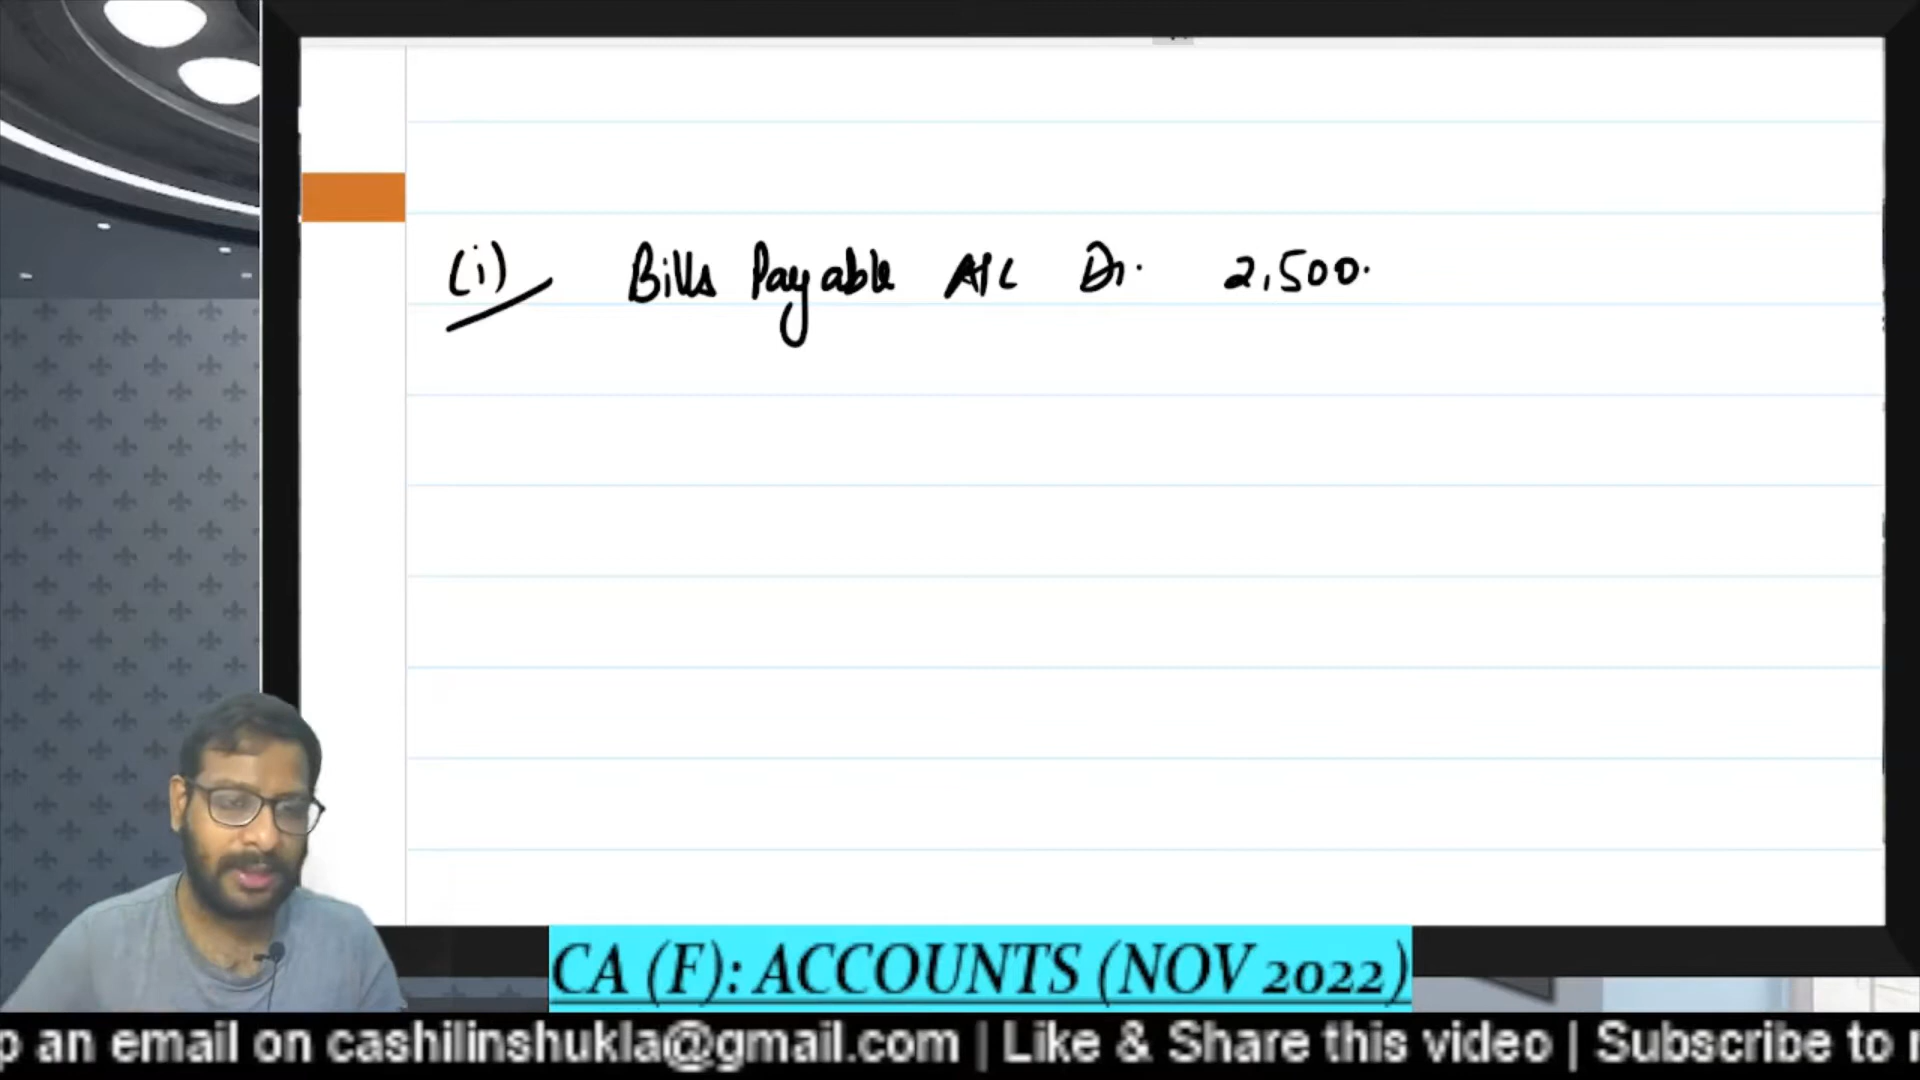 (i) Bills Payable A/c Dr. 2,500.
CA (F): ACCOUNTS (NOV 2022)
p an email on cashilinshukla@gmail.com | Like & Share this video | Subscribe to